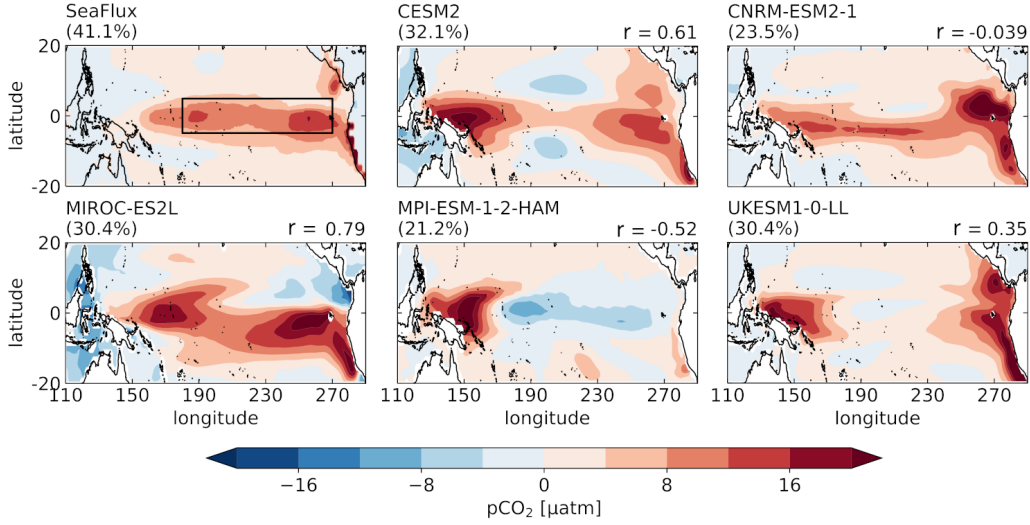 SeaFlux
(41.1%)
CESM2
(32.1%)
r = 0.61
CNRM-ESM2-1
(23.5%)
r = -0.039
20
0
-20
latitude
MIROC-ES2L
(30.4%)
r = 0.79
MPI-ESM-1-2-HAM
(21.2%)
r = -0.52
UKESM1-0-LL
(30.4%)
r = 0.35
20
0
-20
latitude
110 150 190 230 270
110 150 190 230 270
110 150 190 230 270
longitude
longitude
longitude
−16 −8 0 8 16
pCO₂ [µatm]